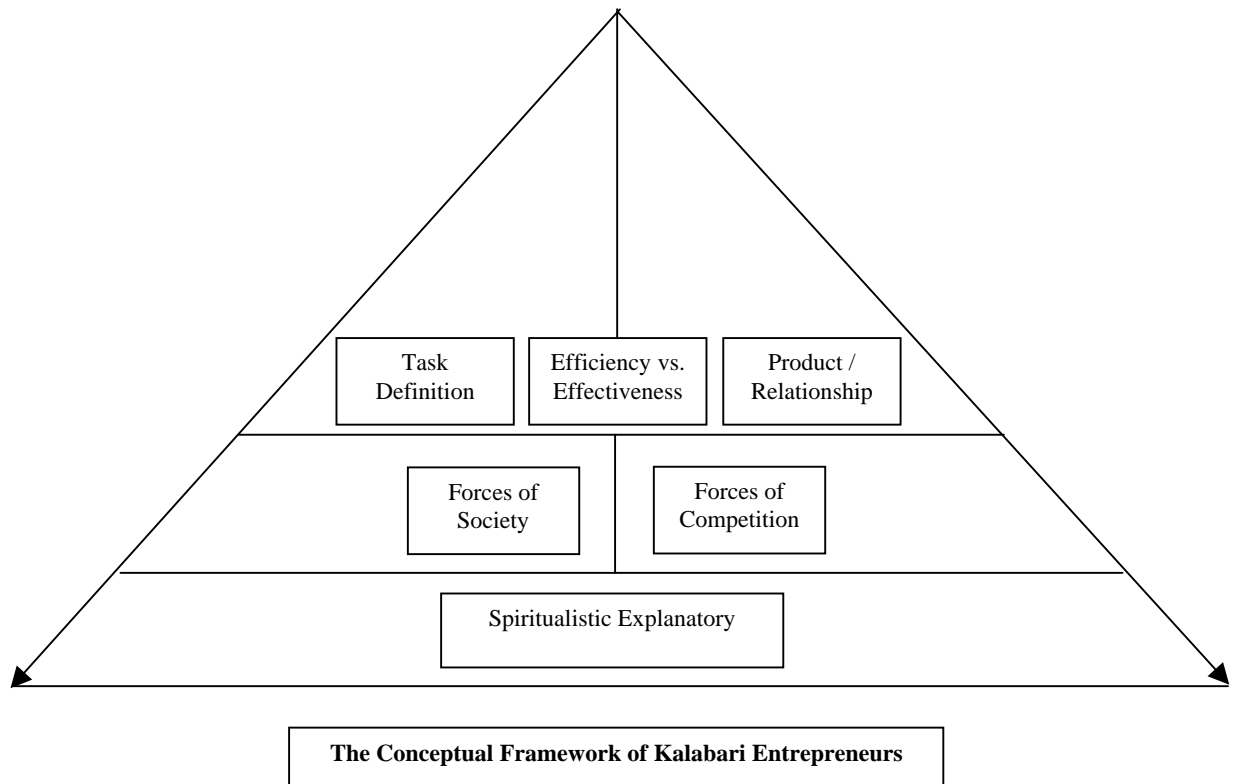 Task
Definition
Efficiency vs.
Effectiveness
Product /
Relationship
Forces of
Society
Forces of
Competition
Spiritualistic Explanatory
The Conceptual Framework of Kalabari Entrepreneurs